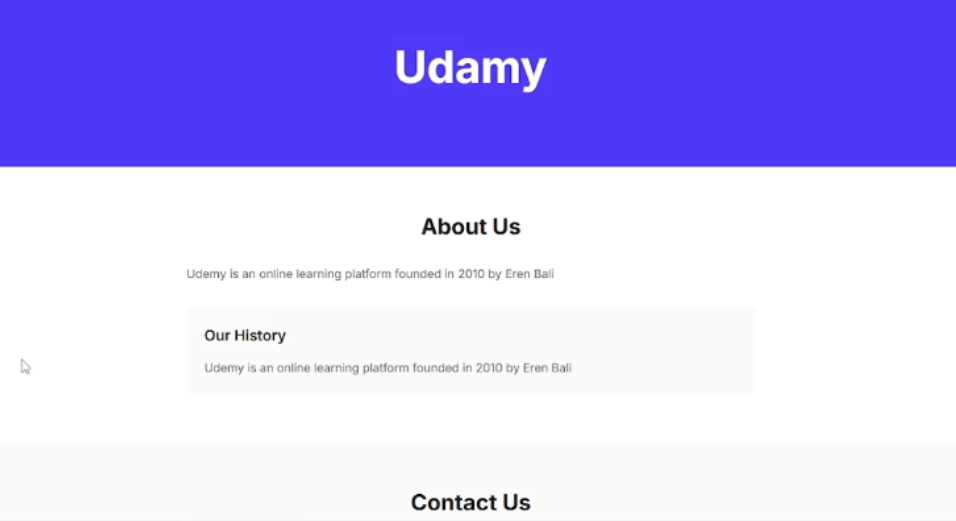 Udamy
About Us
Udemy is an online learning platform founded in 2010 by Eren Bali
Our History
Udemy is an online learning platform founded in 2010 by Eren Bali
Contact Us